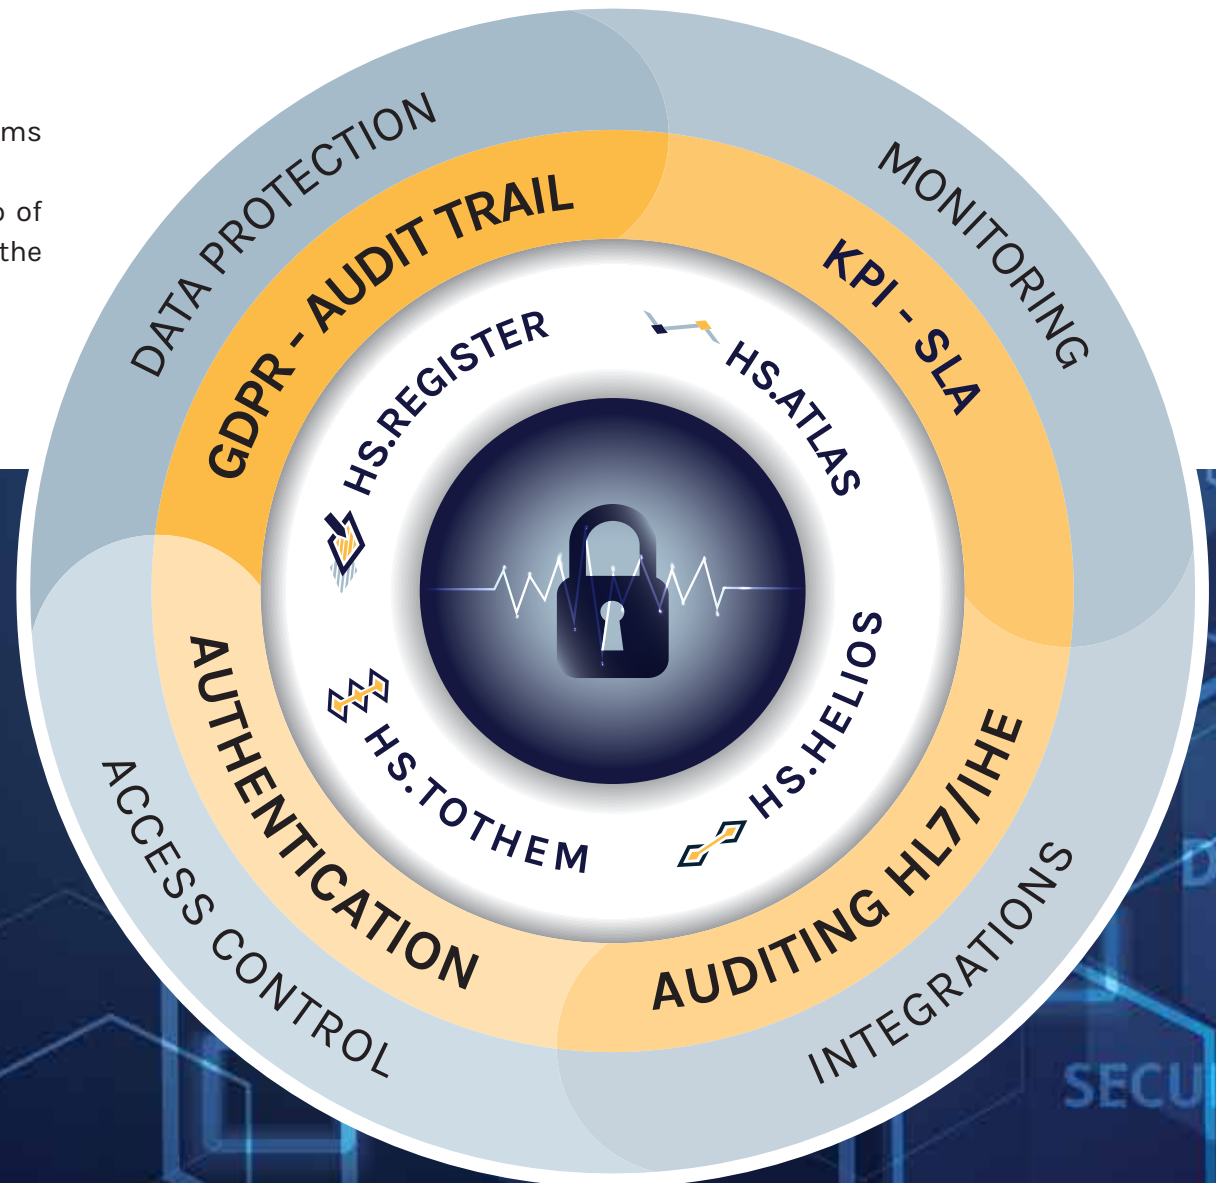 ms
of
the
DATA PROTECTION
MONITORING
GDPR - AUDIT TRAIL
KPI - SLA
HS.REGISTER
HS.ATLAS
HS.TOTHEM
HS.HELIOS
AUTHENTICATION
AUDITING HL7/IHE
ACCESS CONTROL
INTEGRATIONS
D
SECU